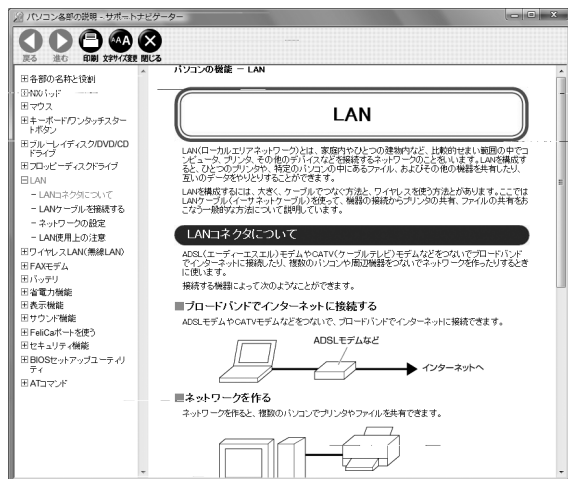 パソコン各部の説明 - サポートナビゲーター
戻る 進む 印刷 文字サイズ変更 閉じる
各部の名称と役割
NXパッド
マウス
キーボード/ワンタッチスター
トボタン
ブルーレイディスク/DVD/CD
ドライブ
フロッピーディスクドライブ
LAN
- LANコネクタについて
- LANケーブルを接続する
- ネットワークの設定
- LAN使用上の注意
ワイヤレスLAN(無線LAN)
FAXモデム
バッテリ
省電力機能
表示機能
サウンド機能
FeliCaポートを使う
セキュリティ機能
BIOSセットアップユーティリ
ティ
ATコマンド
パソコンの機能 － LAN
LAN
LAN(ローカルエリアネットワーク)とは、家庭内やひとつの建物内など、比較的せまい範囲の中でコ
ンピュータ、プリンタ、その他のデバイスなどを接続するネットワークのことをいいます。LANを構成す
ると、ひとつのプリンタや、特定のパソコンの中にあるファイル、およびその他の機器を共有したり、
互いのデータをやりとりすることができます。
LANを構成するには、大きく、ケーブルでつなぐ方法と、ワイヤレスを使う方法とがあります。ここでは
LANケーブル(イーサネットケーブル)を使って、機器の接続からプリンタの共有、ファイルの共有をお
こなう一般的な方法について説明しています。
LANコネクタについて
ADSL(エーディーエスエル)モデムやCATV(ケーブルテレビ)モデムなどをつないでブロードバンド
でインターネットに接続したり、複数のパソコンや周辺機器をつないでネットワークを作ったりするとき
に使います。
接続する機器によって次のようなことができます。
■ブロードバンドでインターネットに接続する
ADSLモデムやCATVモデムなどをつないで、ブロードバンドでインターネットに接続できます。
ADSLモデムなど
インターネットへ
■ネットワークを作る
ネットワークを作ると、複数のパソコンでプリンタやファイルを共有できます。